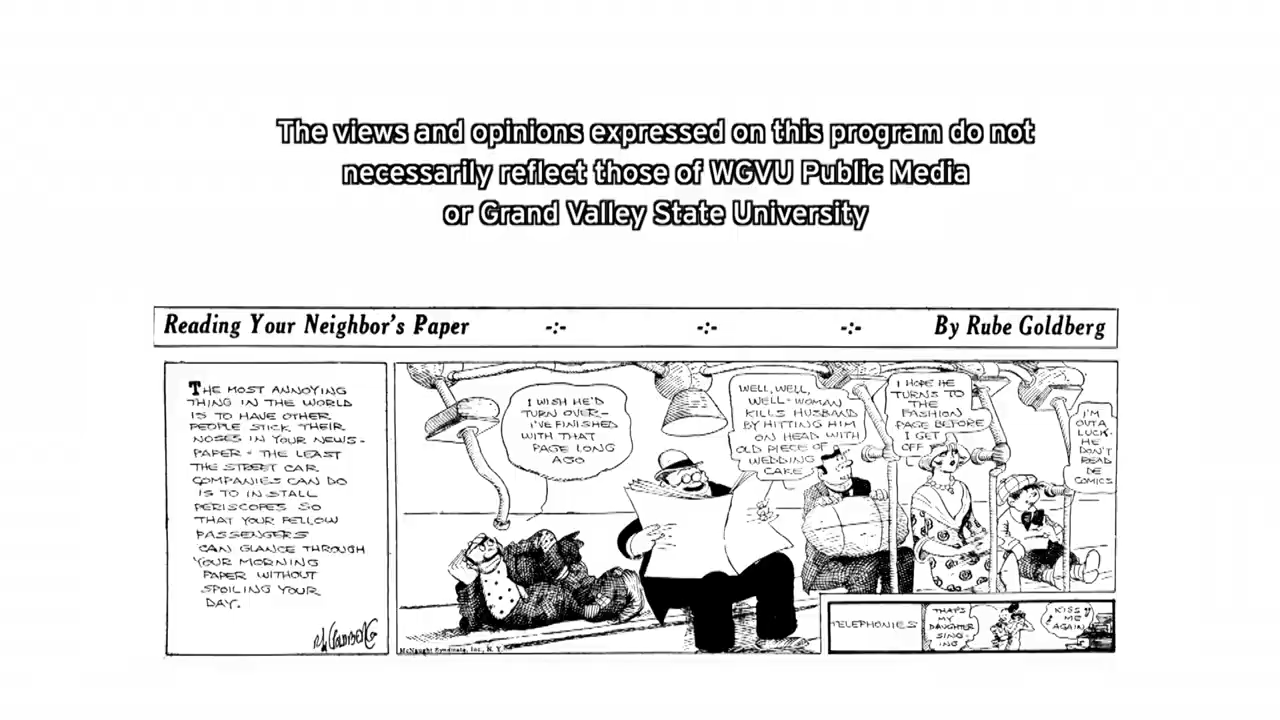 The views and opinions expressed on this program do not
necessarily reflect those of WGVU Public Media
or Grand Valley State University
Reading Your Neighbor's Paper -:- -:- -:- By Rube Goldberg
THE MOST ANNOYING
THING IN THE WORLD
IS TO HAVE OTHER
PEOPLE STICK THEIR
NOSES IN YOUR NEWS-
PAPER - THE LEAST
THE STREET CAR
COMPANIES CAN DO
IS TO INSTALL
PERISCOPES SO
THAT YOUR FELLOW
PASSENGERS
CAN GLANCE THROUGH
YOUR MORNING
PAPER WITHOUT
SPOILING YOUR
DAY.
R. L. GOLDBERG
I WISH HE'D
TURN OVER-
I'VE FINISHED
WITH THAT
PAGE LONG
AGO
WELL, WELL,
WELL - WOMAN
KILLS HUSBAND
BY HITTING HIM
ON HEAD WITH
OLD PIECE OF
WEDDING
CAKE
I HOPE HE
TURNS TO
THE
FASHION
PAGE BEFORE
I GET
OFF
I'M
OUTA
LUCK.
HE
DON'T
READ
DE
COMICS
McNaught Syndicate, Inc., N. Y.
TELEPHONIES
THAT'S
MY
DAUGHTER
SING-
ING
KISS
ME
AGAIN